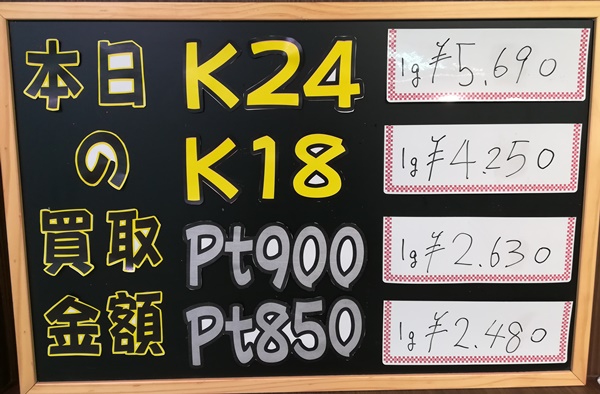 本日 K24 1g ¥5.690
の K18 1g ¥4.250
買取 Pt900 1g ¥2.630
金額 Pt850 1g ¥2.480